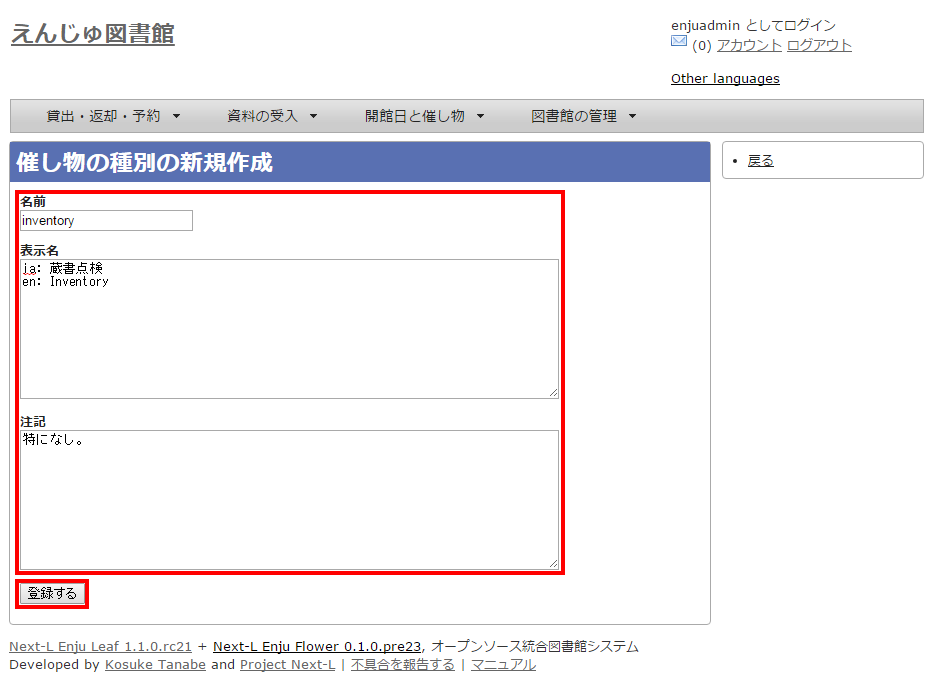 えんじゅ図書館
enjuadmin としてログイン
(0) アカウント ログアウト
Other languages
貸出・返却・予約 ▼ 資料の受入 ▼ 開館日と催し物 ▼ 図書館の管理 ▼
催し物の種別の新規作成
• 戻る
名前
inventory
表示名
ja: 蔵書点検
en: Inventory
注記
特になし。
登録する
Next-L Enju Leaf 1.1.0.rc21 + Next-L Enju Flower 0.1.0.pre23, オープンソース統合図書館システム
Developed by Kosuke Tanabe and Project Next-L | 不具合を報告する | マニュアル